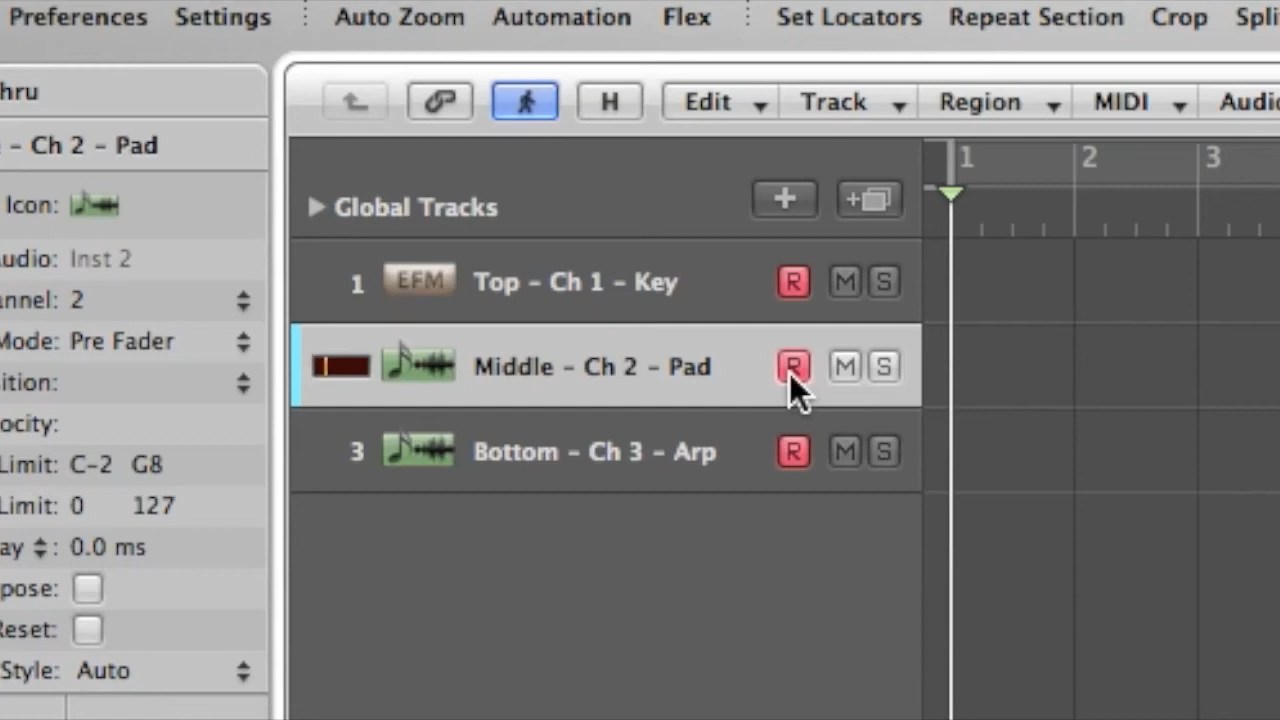 Preferences Settings Auto Zoom Automation Flex Set Locators Repeat Section Crop Spli
hru
H Edit Track Region MIDI Audi
- Ch 2 - Pad
1 2 3
Icon:
Global Tracks + +
udio: Inst 2
1 EFM Top - Ch 1 - Key R M S
nnel: 2
Mode: Pre Fader
Middle - Ch 2 - Pad R M S
ition:
ocity:
3 Bottom - Ch 3 - Arp R M S
Limit: C-2 G8
Limit: 0 127
ay : 0.0 ms
pose:
Reset:
Style: Auto